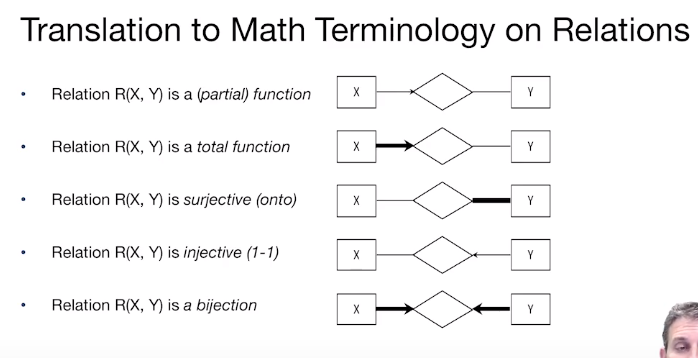 Translation to Math Terminology on Relations
• Relation R(X, Y) is a (partial) function X Y
• Relation R(X, Y) is a total function X Y
• Relation R(X, Y) is surjective (onto) X Y
• Relation R(X, Y) is injective (1-1) X Y
• Relation R(X, Y) is a bijection X Y